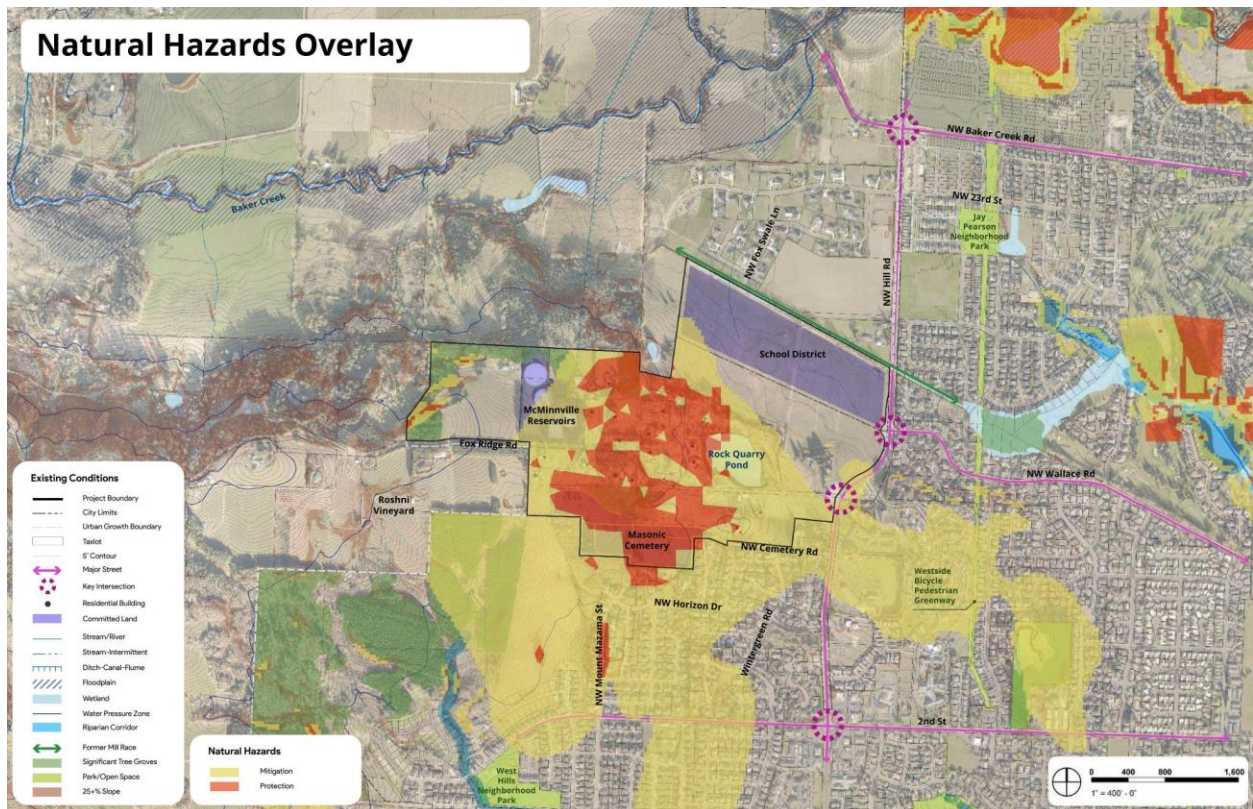 Natural Hazards Overlay
NW Baker Creek Rd
NW 23rd St
Jay
Pearson
Neighborhood
Park
Baker Creek
NW Fox Swale Ln
NW Hill Rd
School District
McMinnville
Reservoirs
Fox Ridge Rd
Rock Quarry
Pond
NW Wallace Rd
Roshni
Vineyard
Masonic
Cemetery
NW Cemetery Rd
Westside
Bicycle
Pedestrian
Greenway
NW Horizon Dr
NW Mount Mazama St
Wintergreen Rd
2nd St
West
Hills
Neighborhood
Park
Existing Conditions
Project Boundary
City Limits
Urban Growth Boundary
Taxlot
5' Contour
Major Street
Key Intersection
Residential Building
Committed Land
Stream/River
Stream-Intermittent
Ditch-Canal-Flume
Floodplain
Wetland
Water Pressure Zone
Riparian Corridor
Former Mill Race
Significant Tree Groves
Park/Open Space
25+% Slope
Natural Hazards
Mitigation
Protection
0 400 800 1,600
1" = 400' - 0"